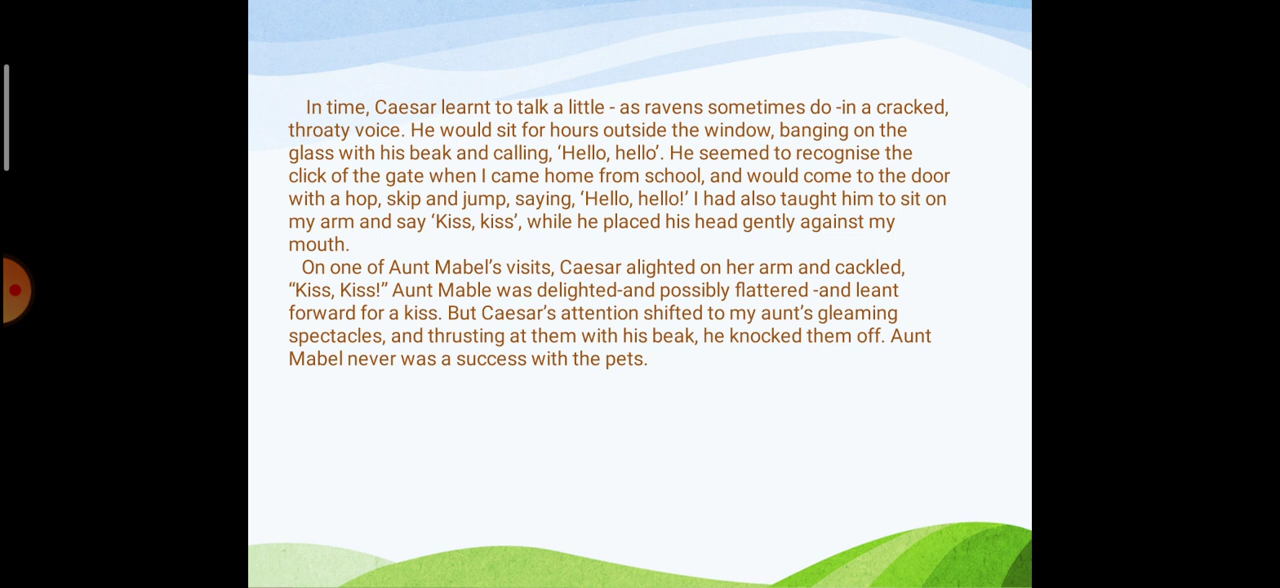 In time, Caesar learnt to talk a little - as ravens sometimes do -in a cracked,
throaty voice. He would sit for hours outside the window, banging on the
glass with his beak and calling, ‘Hello, hello’. He seemed to recognise the
click of the gate when I came home from school, and would come to the door
with a hop, skip and jump, saying, ‘Hello, hello!’ I had also taught him to sit on
my arm and say ‘Kiss, kiss’, while he placed his head gently against my
mouth.
On one of Aunt Mabel’s visits, Caesar alighted on her arm and cackled,
“Kiss, Kiss!” Aunt Mable was delighted-and possibly flattered -and leant
forward for a kiss. But Caesar’s attention shifted to my aunt’s gleaming
spectacles, and thrusting at them with his beak, he knocked them off. Aunt
Mabel never was a success with the pets.